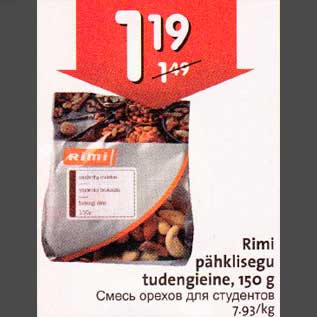 1.19
1.49
Rimi
Rimi
pähklisegu
tudengieine, 150 g
Смесь орехов для студентов
7.93/kg